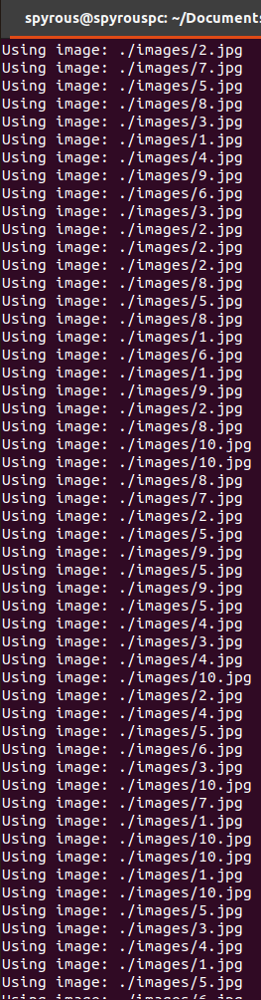 spyrous@spyrouspc: ~/Documents
Using image: ./images/2.jpg
Using image: ./images/7.jpg
Using image: ./images/5.jpg
Using image: ./images/8.jpg
Using image: ./images/3.jpg
Using image: ./images/1.jpg
Using image: ./images/4.jpg
Using image: ./images/9.jpg
Using image: ./images/6.jpg
Using image: ./images/3.jpg
Using image: ./images/2.jpg
Using image: ./images/2.jpg
Using image: ./images/2.jpg
Using image: ./images/8.jpg
Using image: ./images/5.jpg
Using image: ./images/8.jpg
Using image: ./images/1.jpg
Using image: ./images/6.jpg
Using image: ./images/1.jpg
Using image: ./images/9.jpg
Using image: ./images/2.jpg
Using image: ./images/8.jpg
Using image: ./images/10.jpg
Using image: ./images/10.jpg
Using image: ./images/8.jpg
Using image: ./images/7.jpg
Using image: ./images/2.jpg
Using image: ./images/5.jpg
Using image: ./images/9.jpg
Using image: ./images/5.jpg
Using image: ./images/9.jpg
Using image: ./images/5.jpg
Using image: ./images/4.jpg
Using image: ./images/3.jpg
Using image: ./images/4.jpg
Using image: ./images/10.jpg
Using image: ./images/2.jpg
Using image: ./images/4.jpg
Using image: ./images/5.jpg
Using image: ./images/6.jpg
Using image: ./images/3.jpg
Using image: ./images/10.jpg
Using image: ./images/7.jpg
Using image: ./images/1.jpg
Using image: ./images/10.jpg
Using image: ./images/10.jpg
Using image: ./images/1.jpg
Using image: ./images/10.jpg
Using image: ./images/5.jpg
Using image: ./images/3.jpg
Using image: ./images/4.jpg
Using image: ./images/1.jpg
Using image: ./images/5.jpg
Using image: ./images/6.jpg